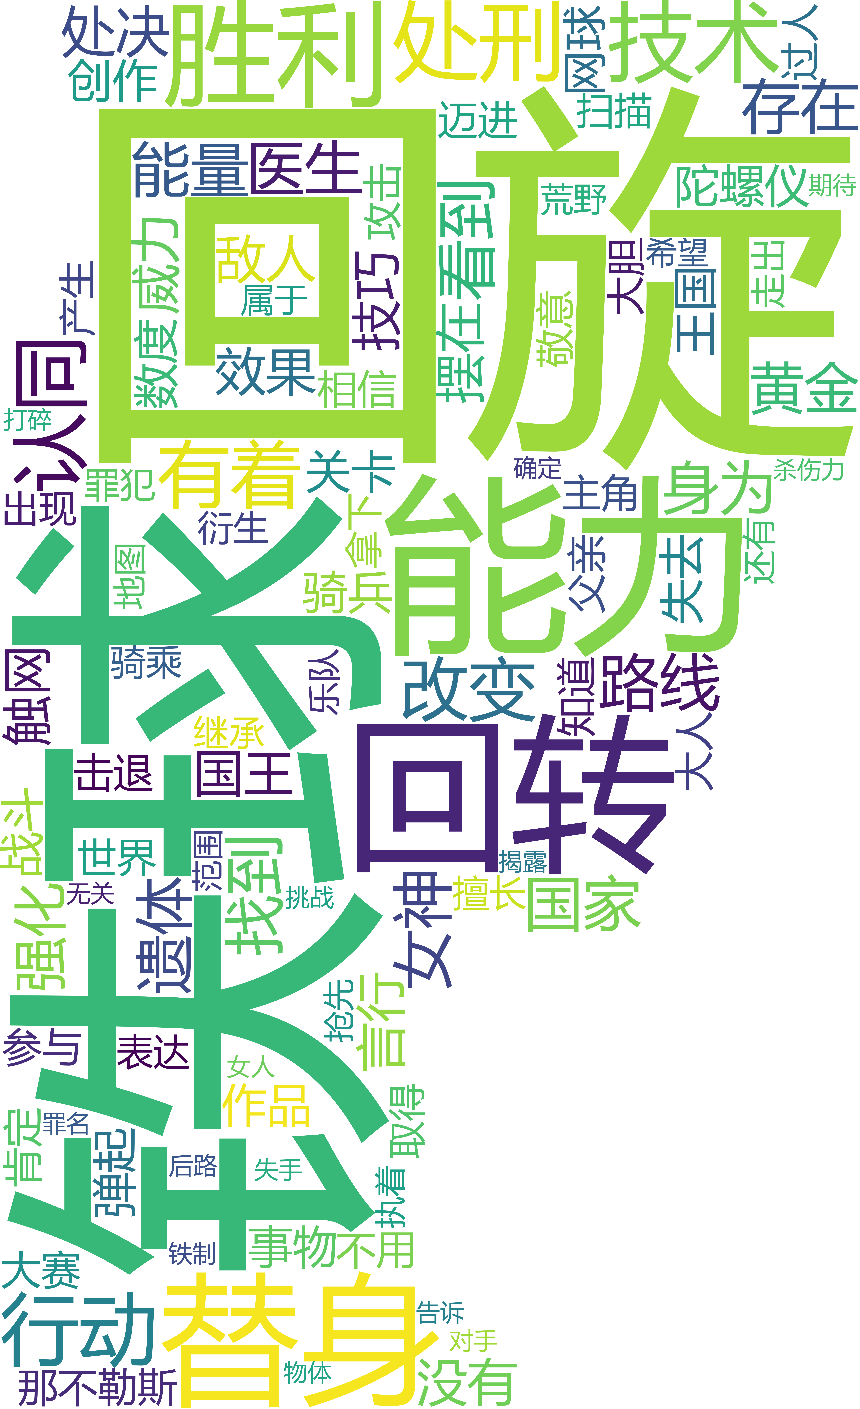 处决
胜利
处刑
网球
技术
过人
创作
迈进
扫描
存在
回旋
能量
医生
攻击
看到
荒野
陀螺仪
期待
产生
威力
敌人
属于
技巧
敬意
大胆
希望
走出
王国
数度
效果
相信
摆在
黄金
认同
打碎
有着
关卡
确定
身为
杀伤力
罪犯
出现
衍生
拿下
能力
主角
铁球
地图
骑兵
父亲
失去
还有
触网
骑乘
乐队
改变
知道
路线
大人
继承
击退
国王
回转
战斗
世界
范围
找到
揭露
无关
遗体
挑战
女神
擅长
国家
强化
抢先
言行
参与
表达
女人
作品
取得
肯定
罪名
弹起
后路
失手
执着
铁制
事物
不用
大赛
行动
替身
告诉
对手
那不勒斯
物体
没有